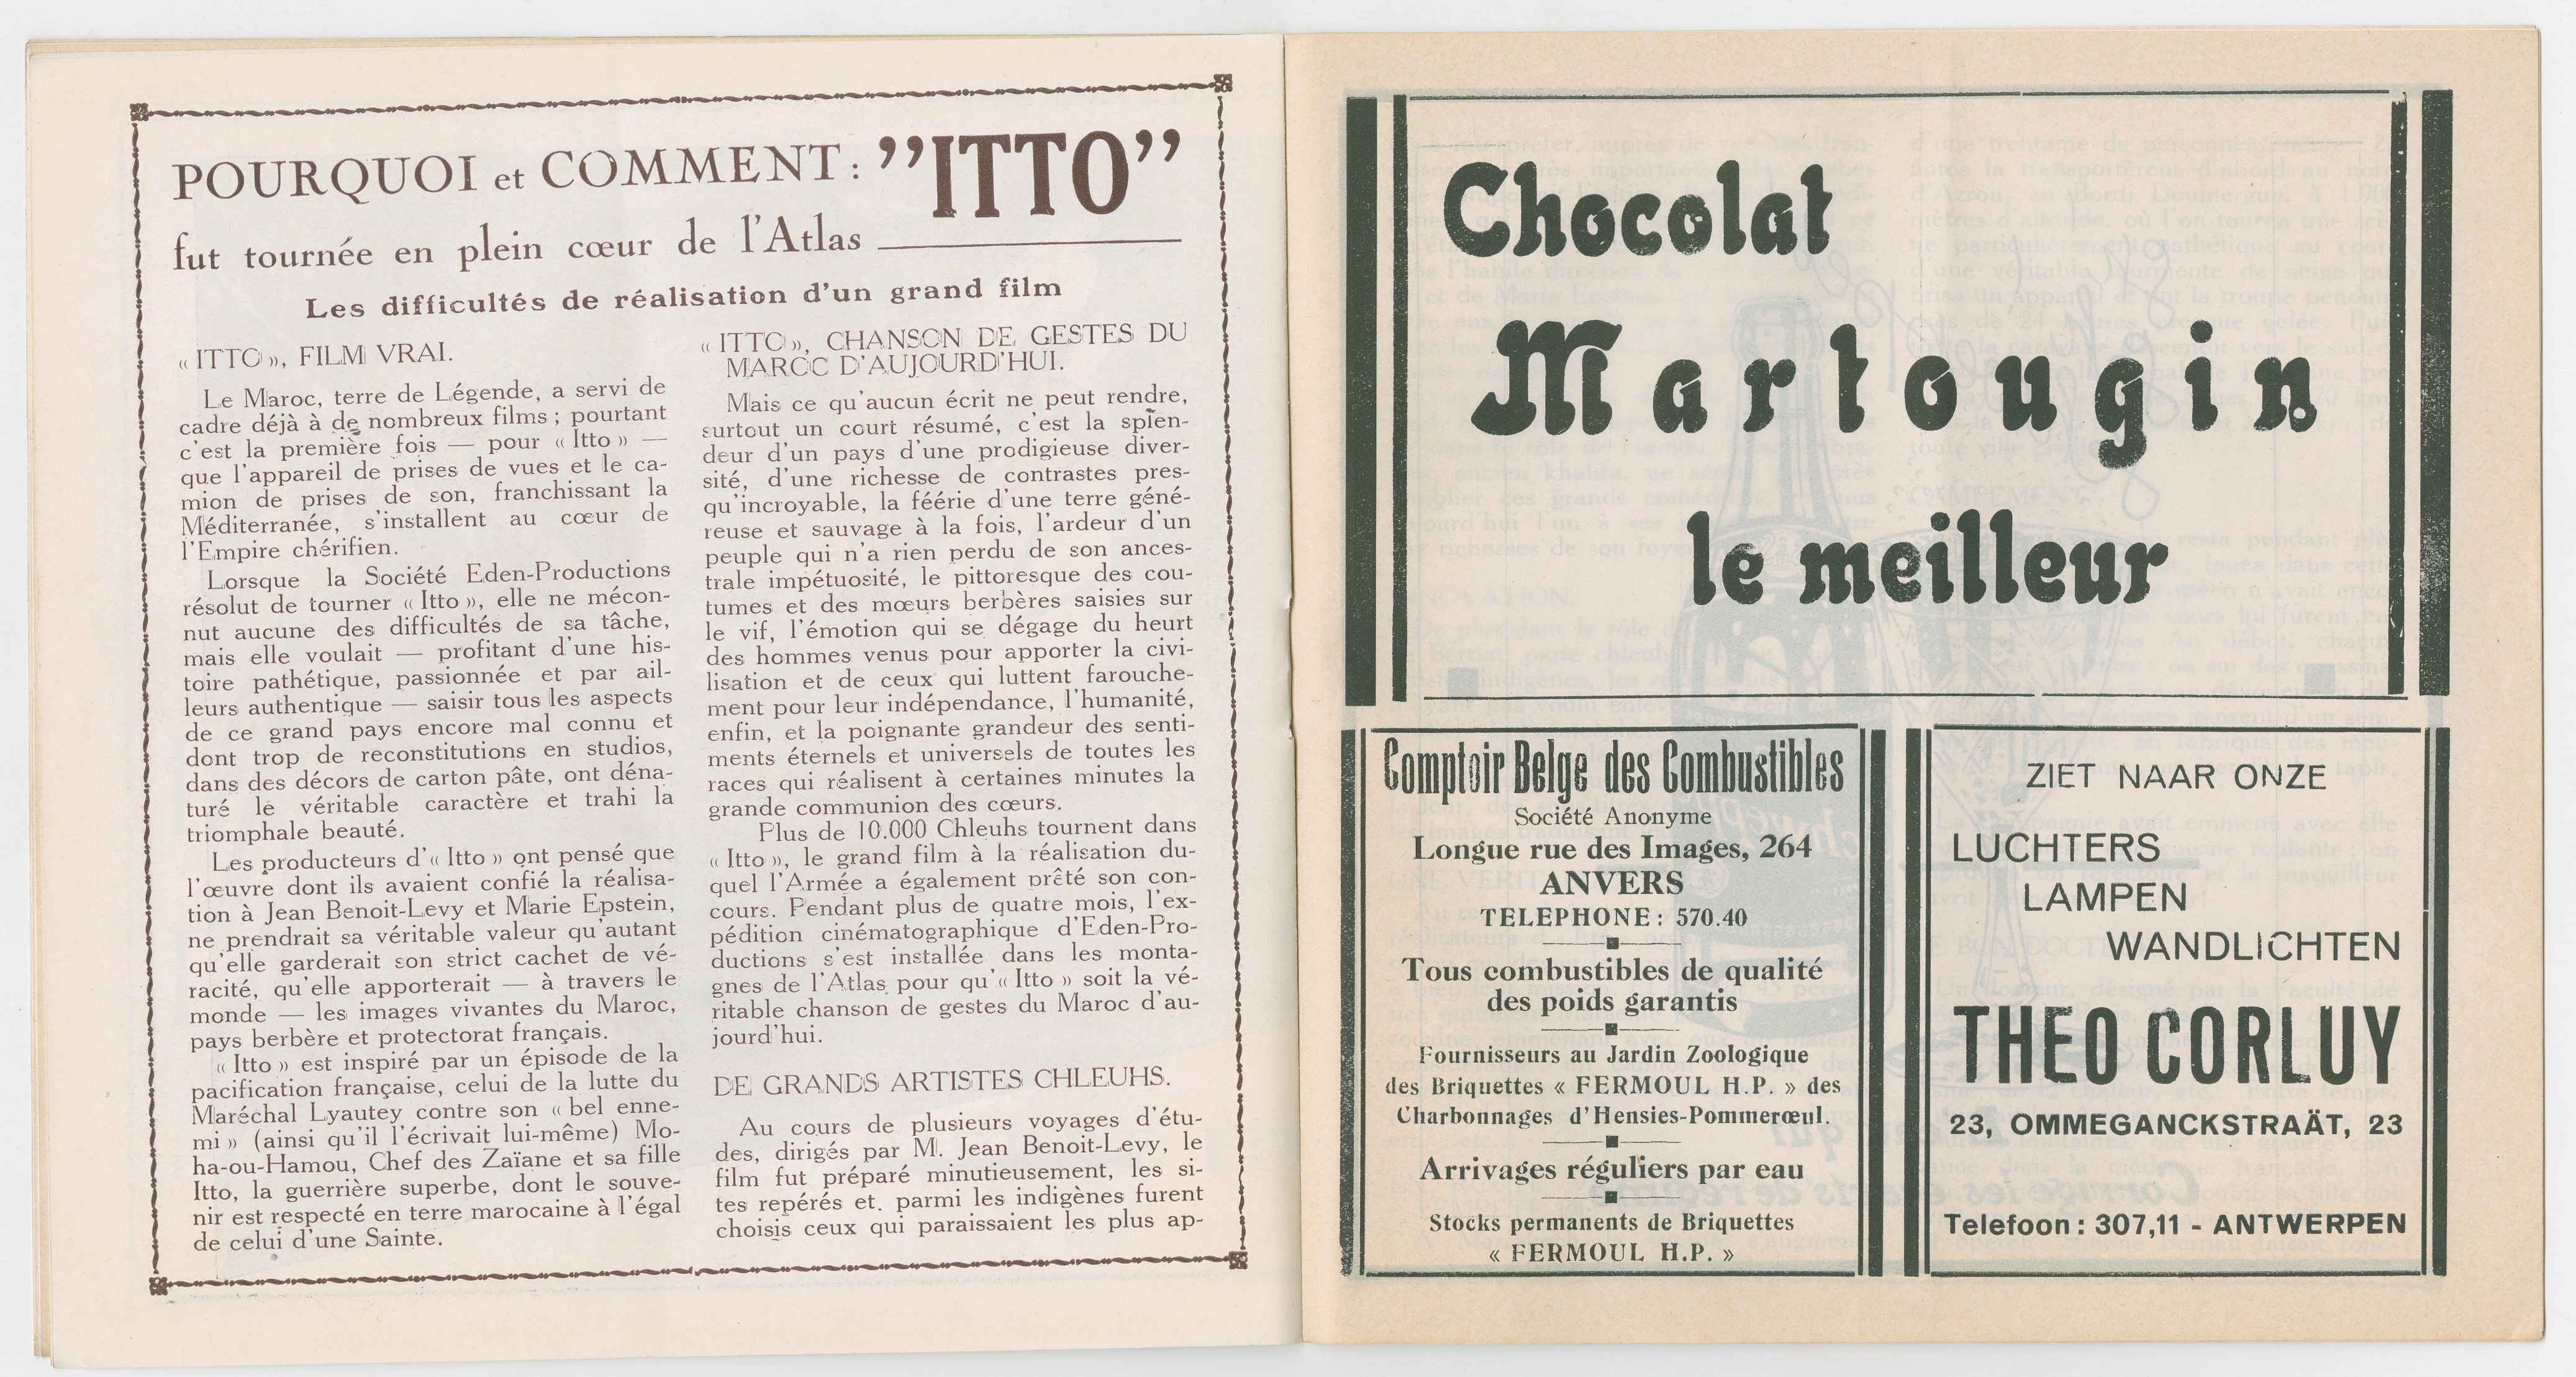 POURQUOI et COMMENT : "ITTO"
fut tournée en plein cœur de l'Atlas
Les difficultés de réalisation d'un grand film
« ITTO », FILM VRAI.
Le Maroc, terre de Légende, a servi de
cadre déjà à de nombreux films ; pourtant
c'est la première fois — pour « Itto » —
que l'appareil de prises de vues et le ca-
mion de prises de son, franchissant la
Méditerranée, s'installent au cœur de
l'Empire chérifien.
Lorsque la Société Eden-Productions
résolut de tourner « Itto », elle ne mécon-
nut aucune des difficultés de sa tâche,
mais elle voulait — profitant d'une his-
toire pathétique, passionnée et par ail-
leurs authentique — saisir tous les aspects
de ce grand pays encore mal connu et
dont trop de reconstitutions en studios,
dans des décors de carton pâte, ont déna-
turé le véritable caractère et trahi la
triomphale beauté.
Les producteurs d'« Itto » ont pensé que
l'œuvre dont ils avaient confié la réalisa-
tion à Jean Benoit-Levy et Marie Epstein,
ne prendrait sa véritable valeur qu'autant
qu'elle garderait son strict cachet de vé-
racité, qu'elle apporterait — à travers le
monde — les images vivantes du Maroc,
pays berbère et protectorat français.
« Itto » est inspiré par un épisode de la
pacification française, celui de la lutte du
Maréchal Lyautey contre son « bel enne-
mi » (ainsi qu'il l'écrivait lui-même) Mo-
ha-ou-Hamou, Chef des Zaïane et sa fille
Itto, la guerrière superbe, dont le souve-
nir est respecté en terre marocaine à l'égal
de celui d'une Sainte.
« ITTO », CHANSON DE GESTES DU
MAROC D'AUJOURD'HUI.
Mais ce qu'aucun écrit ne peut rendre,
surtout un court résumé, c'est la splen-
deur d'un pays d'une prodigieuse diver-
sité, d'une richesse de contrastes pres-
qu'incroyable, la féérie d'une terre géné-
reuse et sauvage à la fois, l'ardeur d'un
peuple qui n'a rien perdu de son ances-
trale impétuosité, le pittoresque des cou-
tumes et des mœurs berbères saisies sur
le vif, l'émotion qui se dégage du heurt
des hommes venus pour apporter la civi-
lisation et de ceux qui luttent farouche-
ment pour leur indépendance, l'humanité,
enfin, et la poignante grandeur des senti-
ments éternels et universels de toutes les
races qui réalisent à certaines minutes la
grande communion des cœurs.
Plus de 10.000 Chleuhs tournent dans
« Itto », le grand film à la réalisation du-
quel l'Armée a également prêté son con-
cours. Pendant plus de quatre mois, l'ex-
pédition cinématographique d'Eden-Pro-
ductions s'est installée dans les monta-
gnes de l'Atlas pour qu'« Itto » soit la vé-
ritable chanson de gestes du Maroc d'au-
jourd'hui.
DE GRANDS ARTISTES CHLEUHS.
Au cours de plusieurs voyages d'étu-
des, dirigés par M. Jean Benoit-Levy, le
film fut préparé minutieusement, les si-
tes repérés et. parmi les indigènes furent
choisis ceux qui paraissaient les plus ap-
Chocolat
Martougin
le meilleur
Comptoir Belge des Combustibles
Société Anonyme
Longue rue des Images, 264
ANVERS
TELEPHONE : 570.40
Tous combustibles de qualité
des poids garantis
Fournisseurs au Jardin Zoologique
des Briquettes « FERMOUL H.P. » des
Charbonnages d'Hensies-Pommerœul.
Arrivages réguliers par eau
Stocks permanents de Briquettes
« FERMOUL H.P. »
ZIET NAAR ONZE
LUCHTERS
LAMPEN
WANDLICHTEN
THEO CORLUY
23, OMMEGANCKSTRAÄT, 23
Telefoon : 307,11 - ANTWERPEN